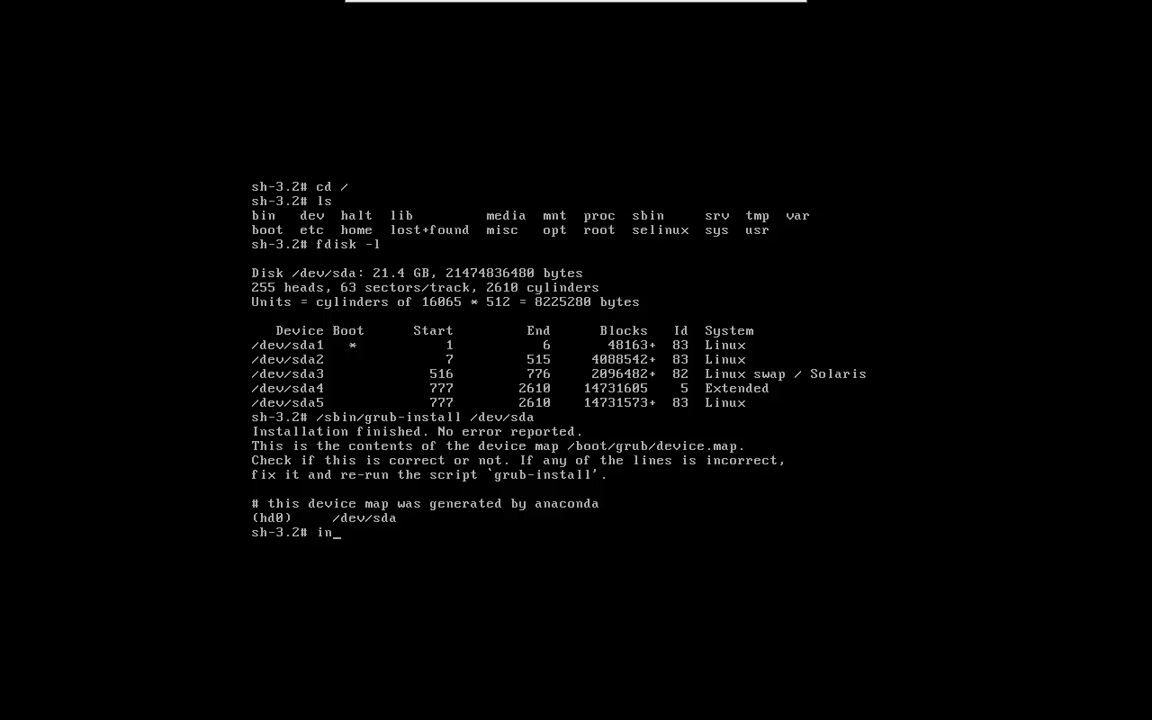 sh-3.2# cd /
sh-3.2# ls
bin   dev  halt  lib         media  mnt  proc  sbin     srv  tmp  var
boot  etc  home  lost+found  misc   opt  root  selinux  sys  usr
sh-3.2# fdisk -l
Disk /dev/sda: 21.4 GB, 21474836480 bytes
255 heads, 63 sectors/track, 2610 cylinders
Units = cylinders of 16065 * 512 = 8225280 bytes
   Device Boot      Start         End      Blocks   Id  System
/dev/sda1   *           1           6       48163+  83  Linux
/dev/sda2               7         515     4088542+  83  Linux
/dev/sda3             516         776     2096482+  82  Linux swap / Solaris
/dev/sda4             777        2610    14731605    5  Extended
/dev/sda5             777        2610    14731573+  83  Linux
sh-3.2# /sbin/grub-install /dev/sda
Installation finished. No error reported.
This is the contents of the device map /boot/grub/device.map.
Check if this is correct or not. If any of the lines is incorrect,
fix it and re-run the script `grub-install'.
# this device map was generated by anaconda
(hd0)     /dev/sda
sh-3.2# in_